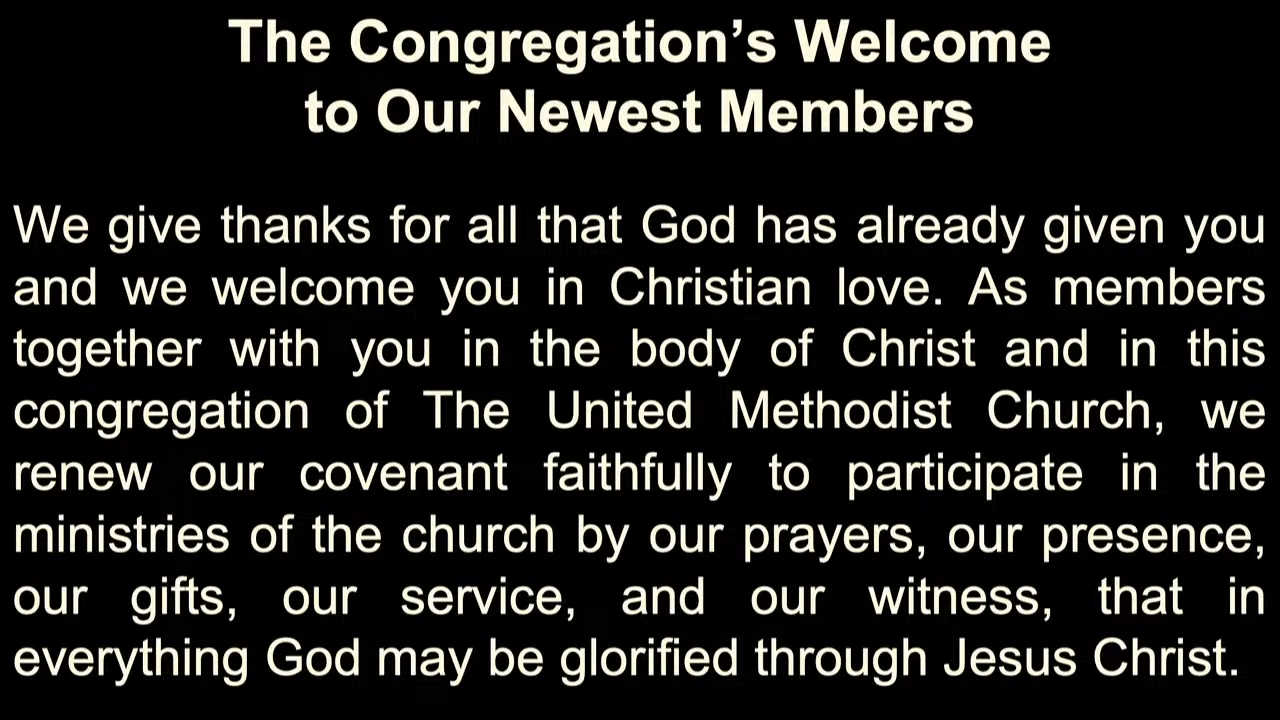 The Congregation’s Welcome
to Our Newest Members
We give thanks for all that God has already given you
and we welcome you in Christian love. As members
together with you in the body of Christ and in this
congregation of The United Methodist Church, we
renew our covenant faithfully to participate in the
ministries of the church by our prayers, our presence,
our gifts, our service, and our witness, that in
everything God may be glorified through Jesus Christ.